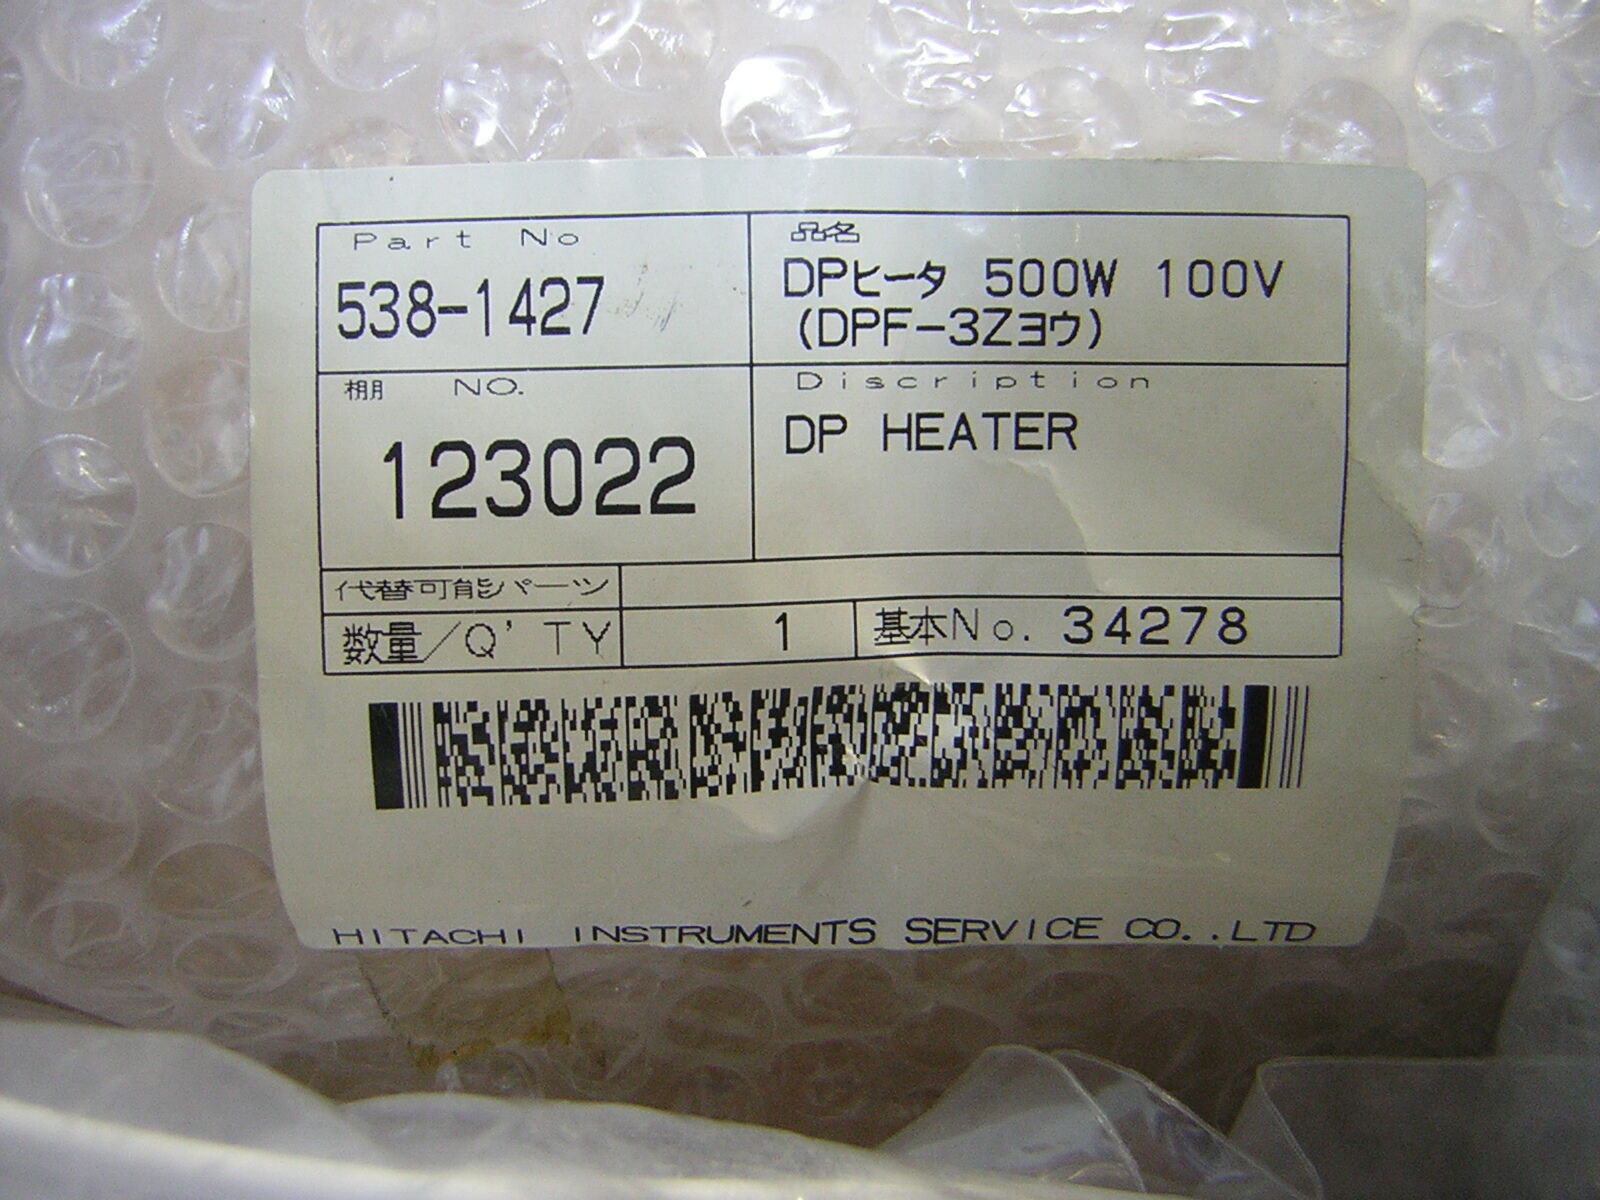 Part No
538-1427
品名
DPヒータ 500W 100V
(DPF-3Zヨウ)
棚 NO.
123022
Discription
DP HEATER
代替可能パーツ
数量/Q'TY 1 基本No. 34278
HITACHI INSTRUMENTS SERVICE CO..LTD